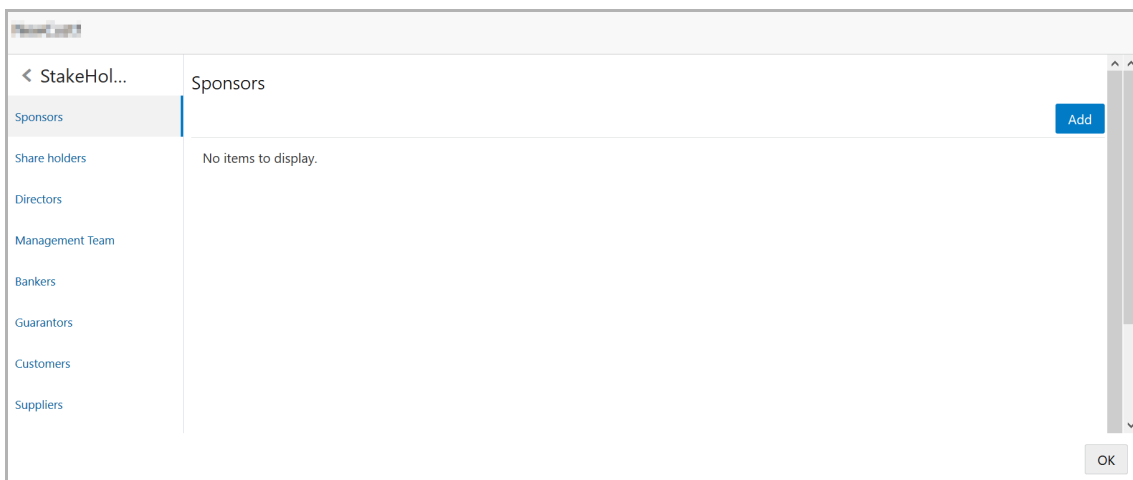 StakeHol...
Sponsors
Share holders
Directors
Management Team
Bankers
Guarantors
Customers
Suppliers
Sponsors
Add
No items to display.
OK